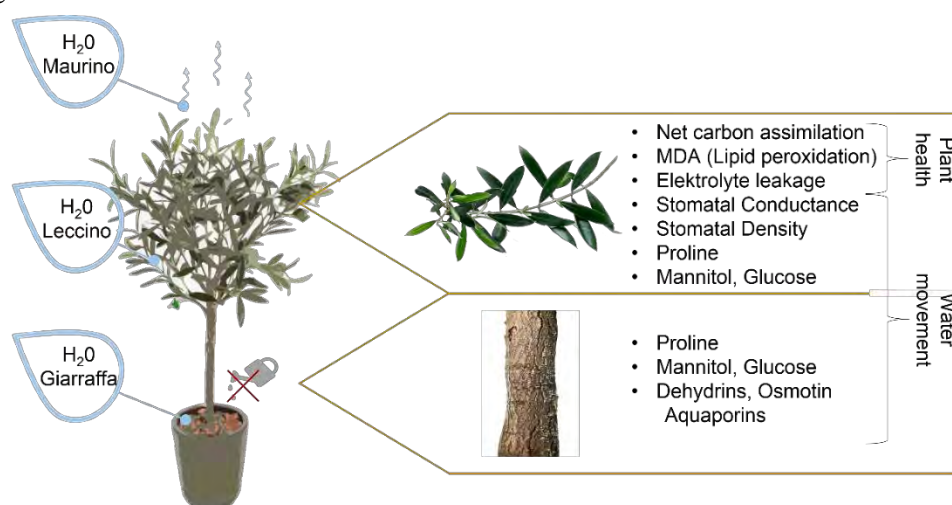 H₂0
Maurino
H₂0
Leccino
H₂0
Giarraffa
• Net carbon assimilation
• MDA (Lipid peroxidation)
• Elektrolyte leakage
• Stomatal Conductance
• Stomatal Density
• Proline
• Mannitol, Glucose
Plant
health
• Proline
• Mannitol, Glucose
• Dehydrins, Osmotin
Aquaporins
Water
movement